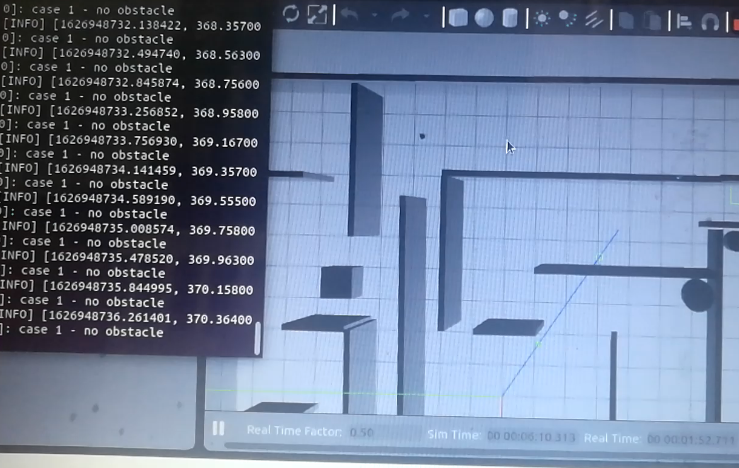 0]: case 1 - no obstacle
[INFO] [1626948732.138422, 368.35700
0]: case 1 - no obstacle
[INFO] [1626948732.494740, 368.56300
0]: case 1 - no obstacle
[INFO] [1626948732.845874, 368.75600
0]: case 1 - no obstacle
[INFO] [1626948733.256852, 368.95800
0]: case 1 - no obstacle
[INFO] [1626948733.756930, 369.16700
0]: case 1 - no obstacle
[INFO] [1626948734.141459, 369.35700
]: case 1 - no obstacle
[INFO] [1626948734.589190, 369.55500
]: case 1 - no obstacle
INFO] [1626948735.008574, 369.75800
]: case 1 - no obstacle
INFO] [1626948735.478520, 369.96300
]: case 1 - no obstacle
INFO] [1626948735.844995, 370.15800
]: case 1 - no obstacle
INFO] [1626948736.261401, 370.36400
]: case 1 - no obstacle
Real Time Factor: 0.50 Sim Time: 00 00:06:10.313 Real Time: 00 00:01:52.711